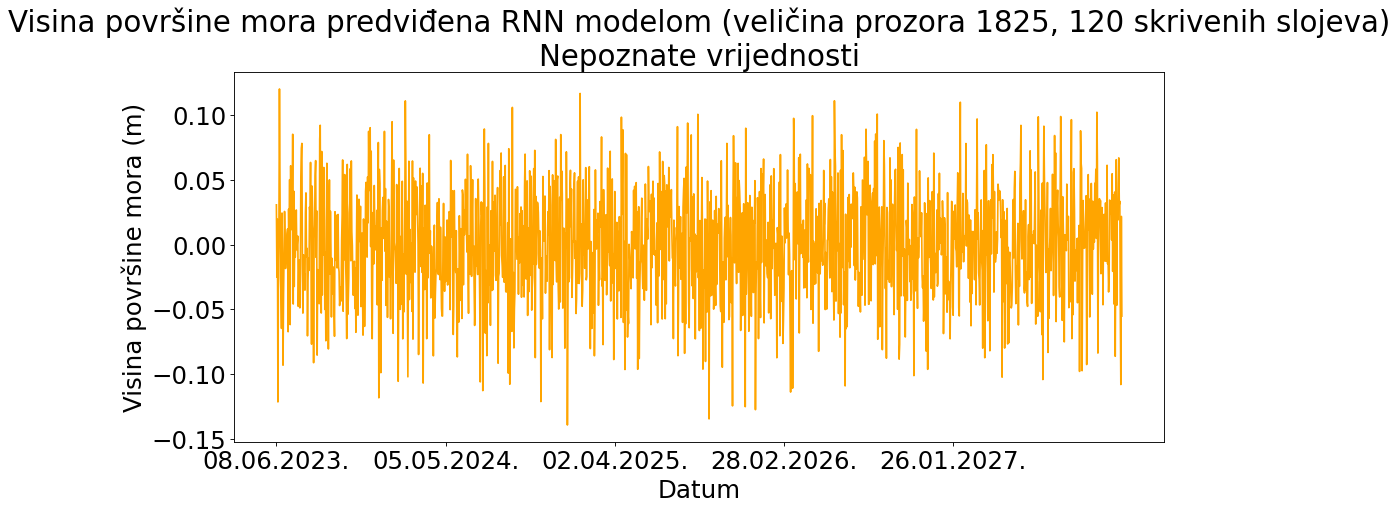 Visina površine mora predviđena RNN modelom (veličina prozora 1825, 120 skrivenih slojeva)
Nepoznate vrijednosti
Visina površine mora (m)
0.10
0.05
0.00
−0.05
−0.10
−0.15
08.06.2023. 05.05.2024. 02.04.2025. 28.02.2026. 26.01.2027.
Datum